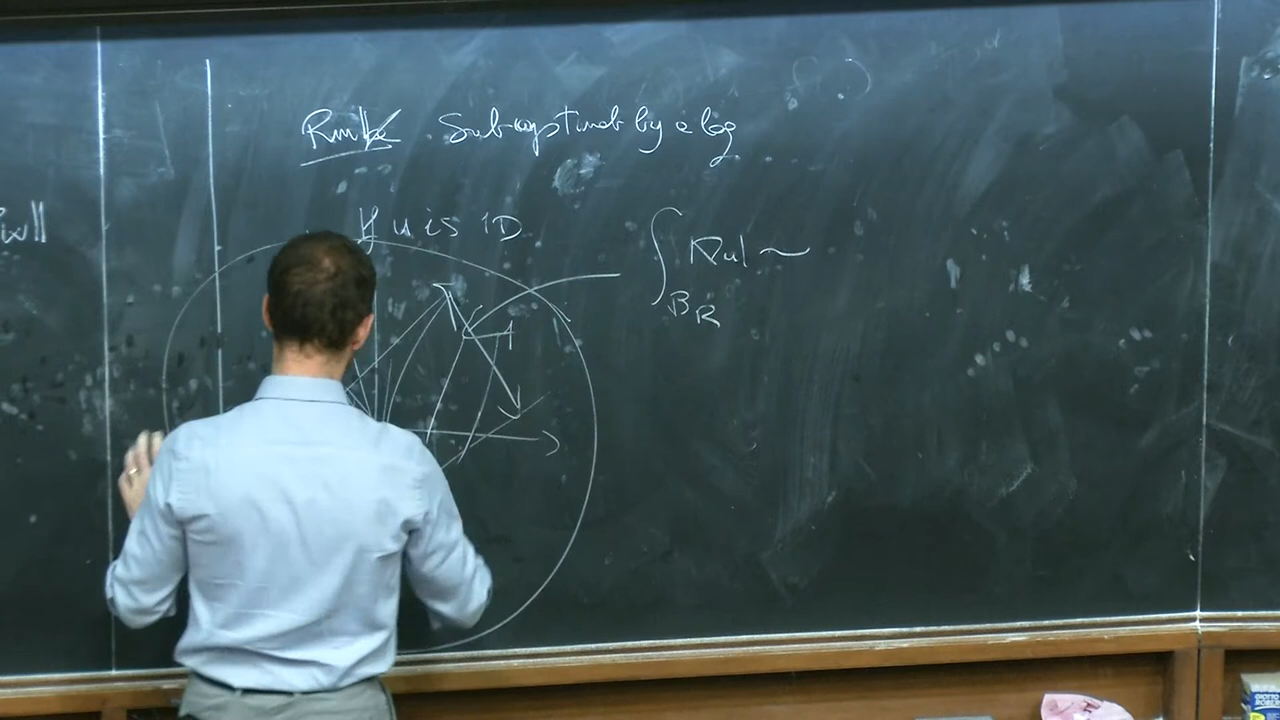 Rmk Sub-optimal by a log
If u is 1D
∫_{B_R} |∇u| ~